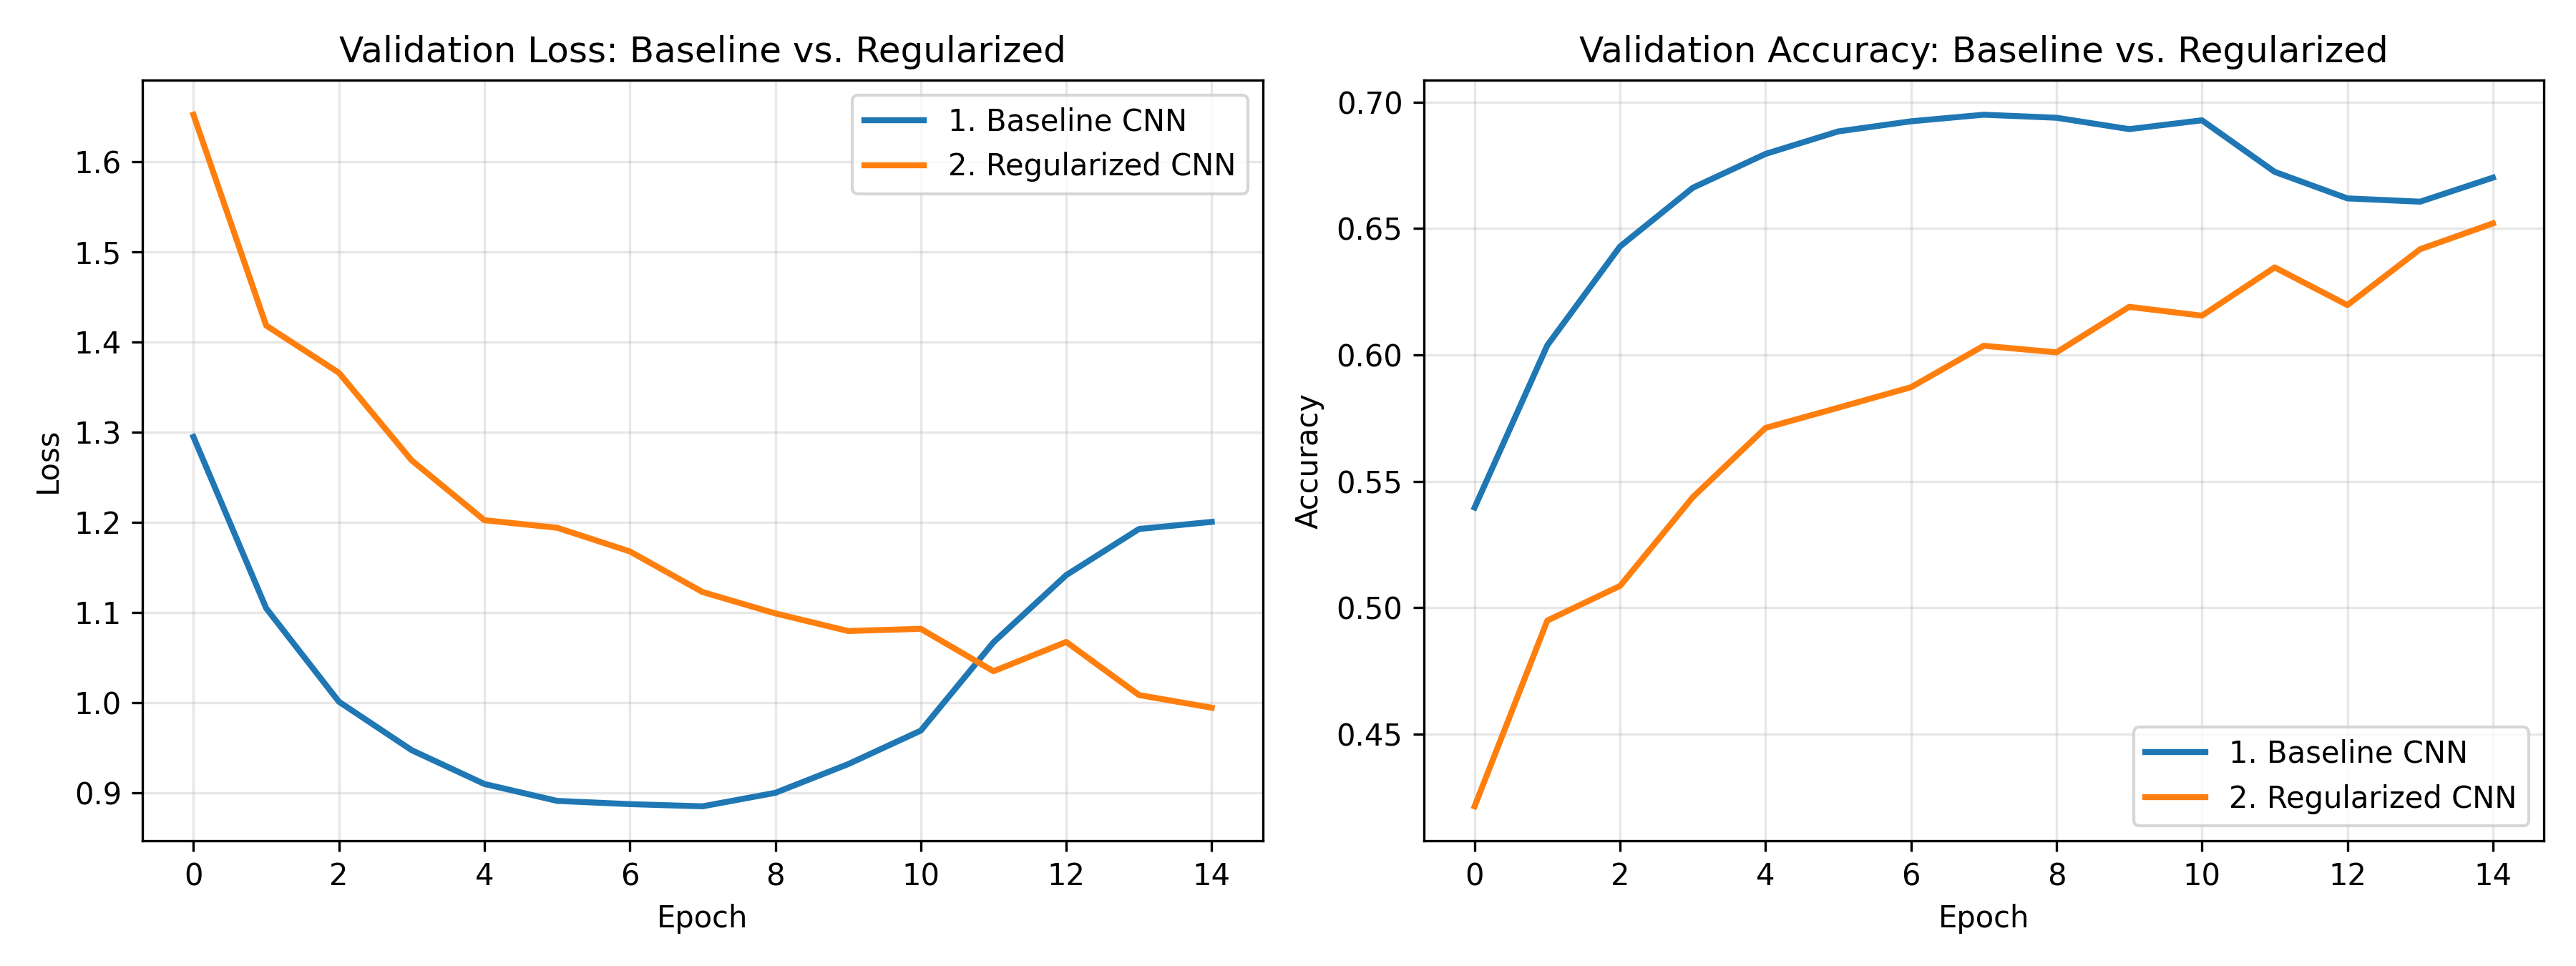 Validation Loss: Baseline vs. Regularized
1. Baseline CNN
2. Regularized CNN
Loss
1.6
1.5
1.4
1.3
1.2
1.1
1.0
0.9
0 2 4 6 8 10 12 14
Epoch
Validation Accuracy: Baseline vs. Regularized
Accuracy
0.70
0.65
0.60
0.55
0.50
0.45
1. Baseline CNN
2. Regularized CNN
0 2 4 6 8 10 12 14
Epoch